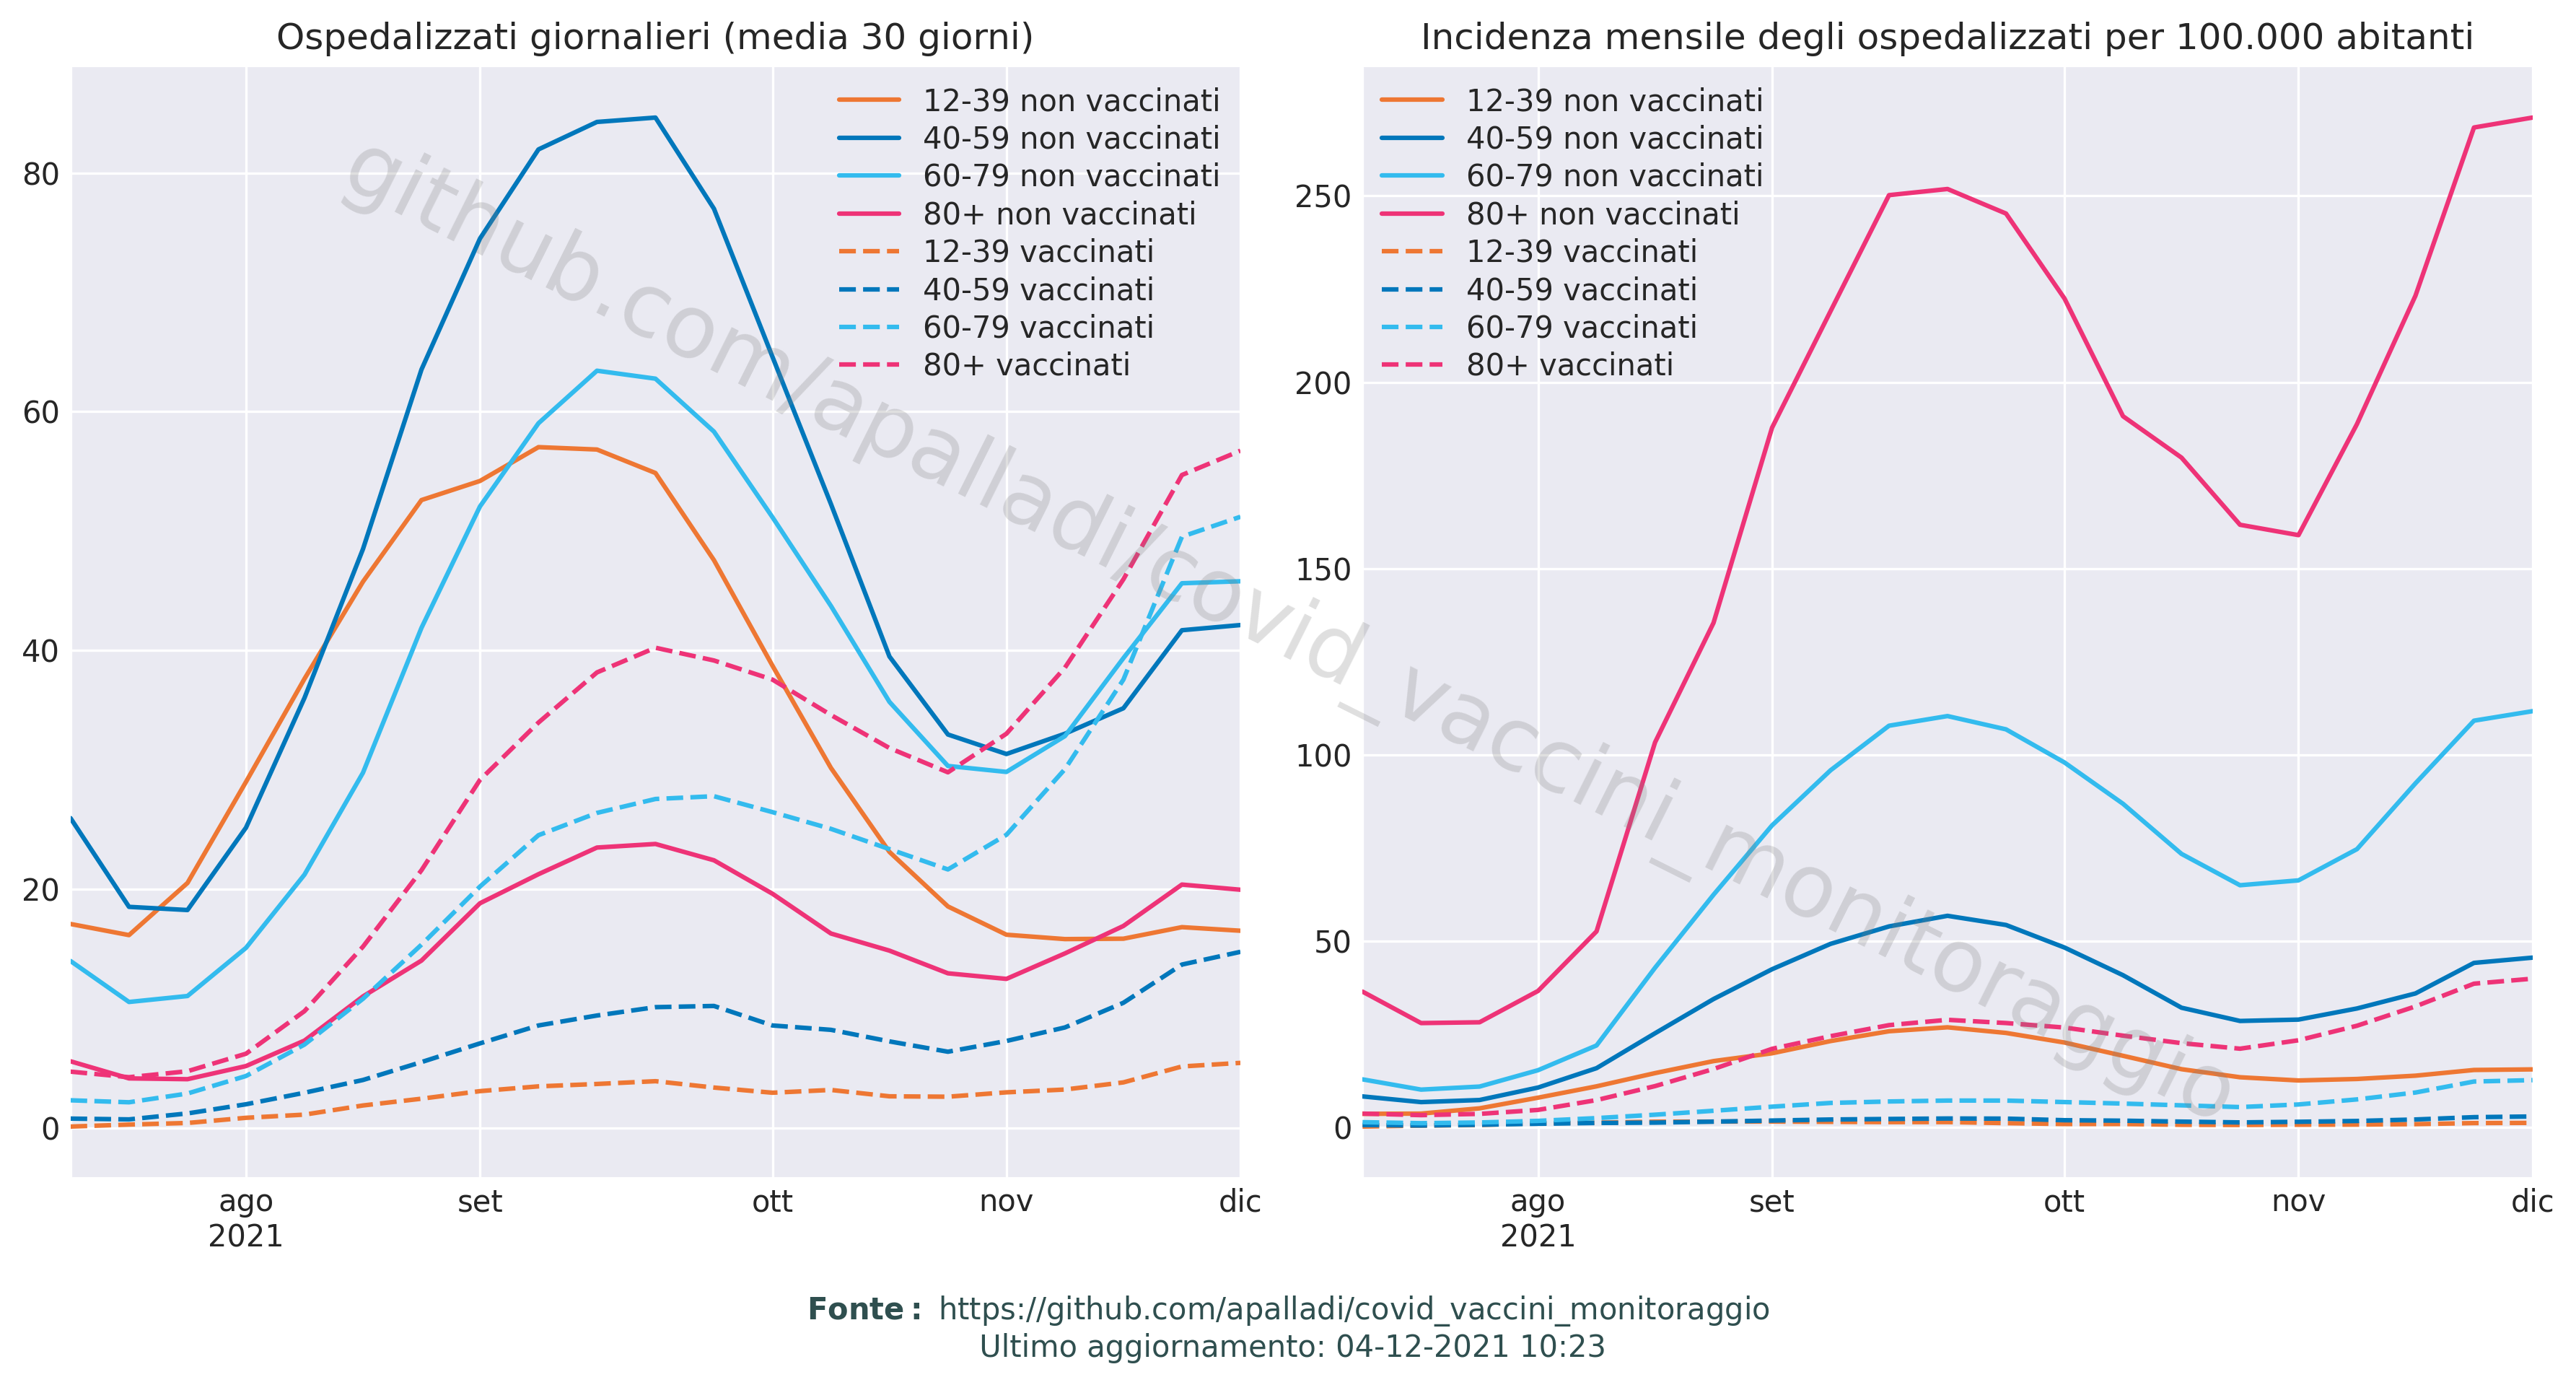 Ospedalizzati giornalieri (media 30 giorni)
80
60
40
20
0
12-39 non vaccinati
40-59 non vaccinati
60-79 non vaccinati
80+ non vaccinati
12-39 vaccinati
40-59 vaccinati
60-79 vaccinati
80+ vaccinati
ago
2021
set
ott
nov
dic
Incidenza mensile degli ospedalizzati per 100.000 abitanti
250
200
150
100
50
0
12-39 non vaccinati
40-59 non vaccinati
60-79 non vaccinati
80+ non vaccinati
12-39 vaccinati
40-59 vaccinati
60-79 vaccinati
80+ vaccinati
ago
2021
set
ott
nov
dic
github.com/apalladi/covid_vaccini_monitoraggio
Fonte: https://github.com/apalladi/covid_vaccini_monitoraggio
Ultimo aggiornamento: 04-12-2021 10:23